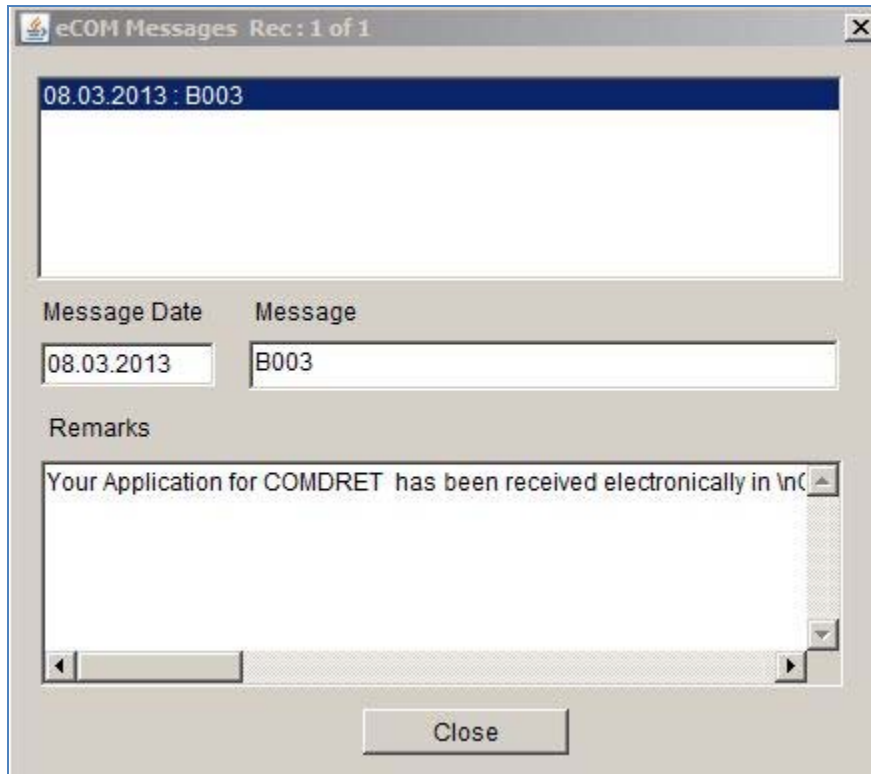 eCOM Messages Rec : 1 of 1
08.03.2013 : B003
Message Date Message
08.03.2013 B003
Remarks
Your Application for COMDRET has been received electronically in \n
Close